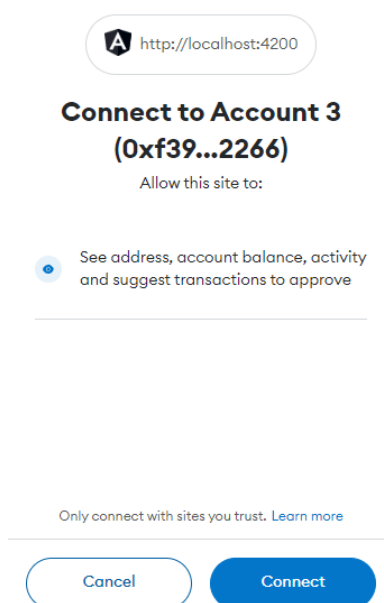 http://localhost:4200
Connect to Account 3
(0xf39...2266)
Allow this site to:
See address, account balance, activity
and suggest transactions to approve
Only connect with sites you trust. Learn more
Cancel
Connect